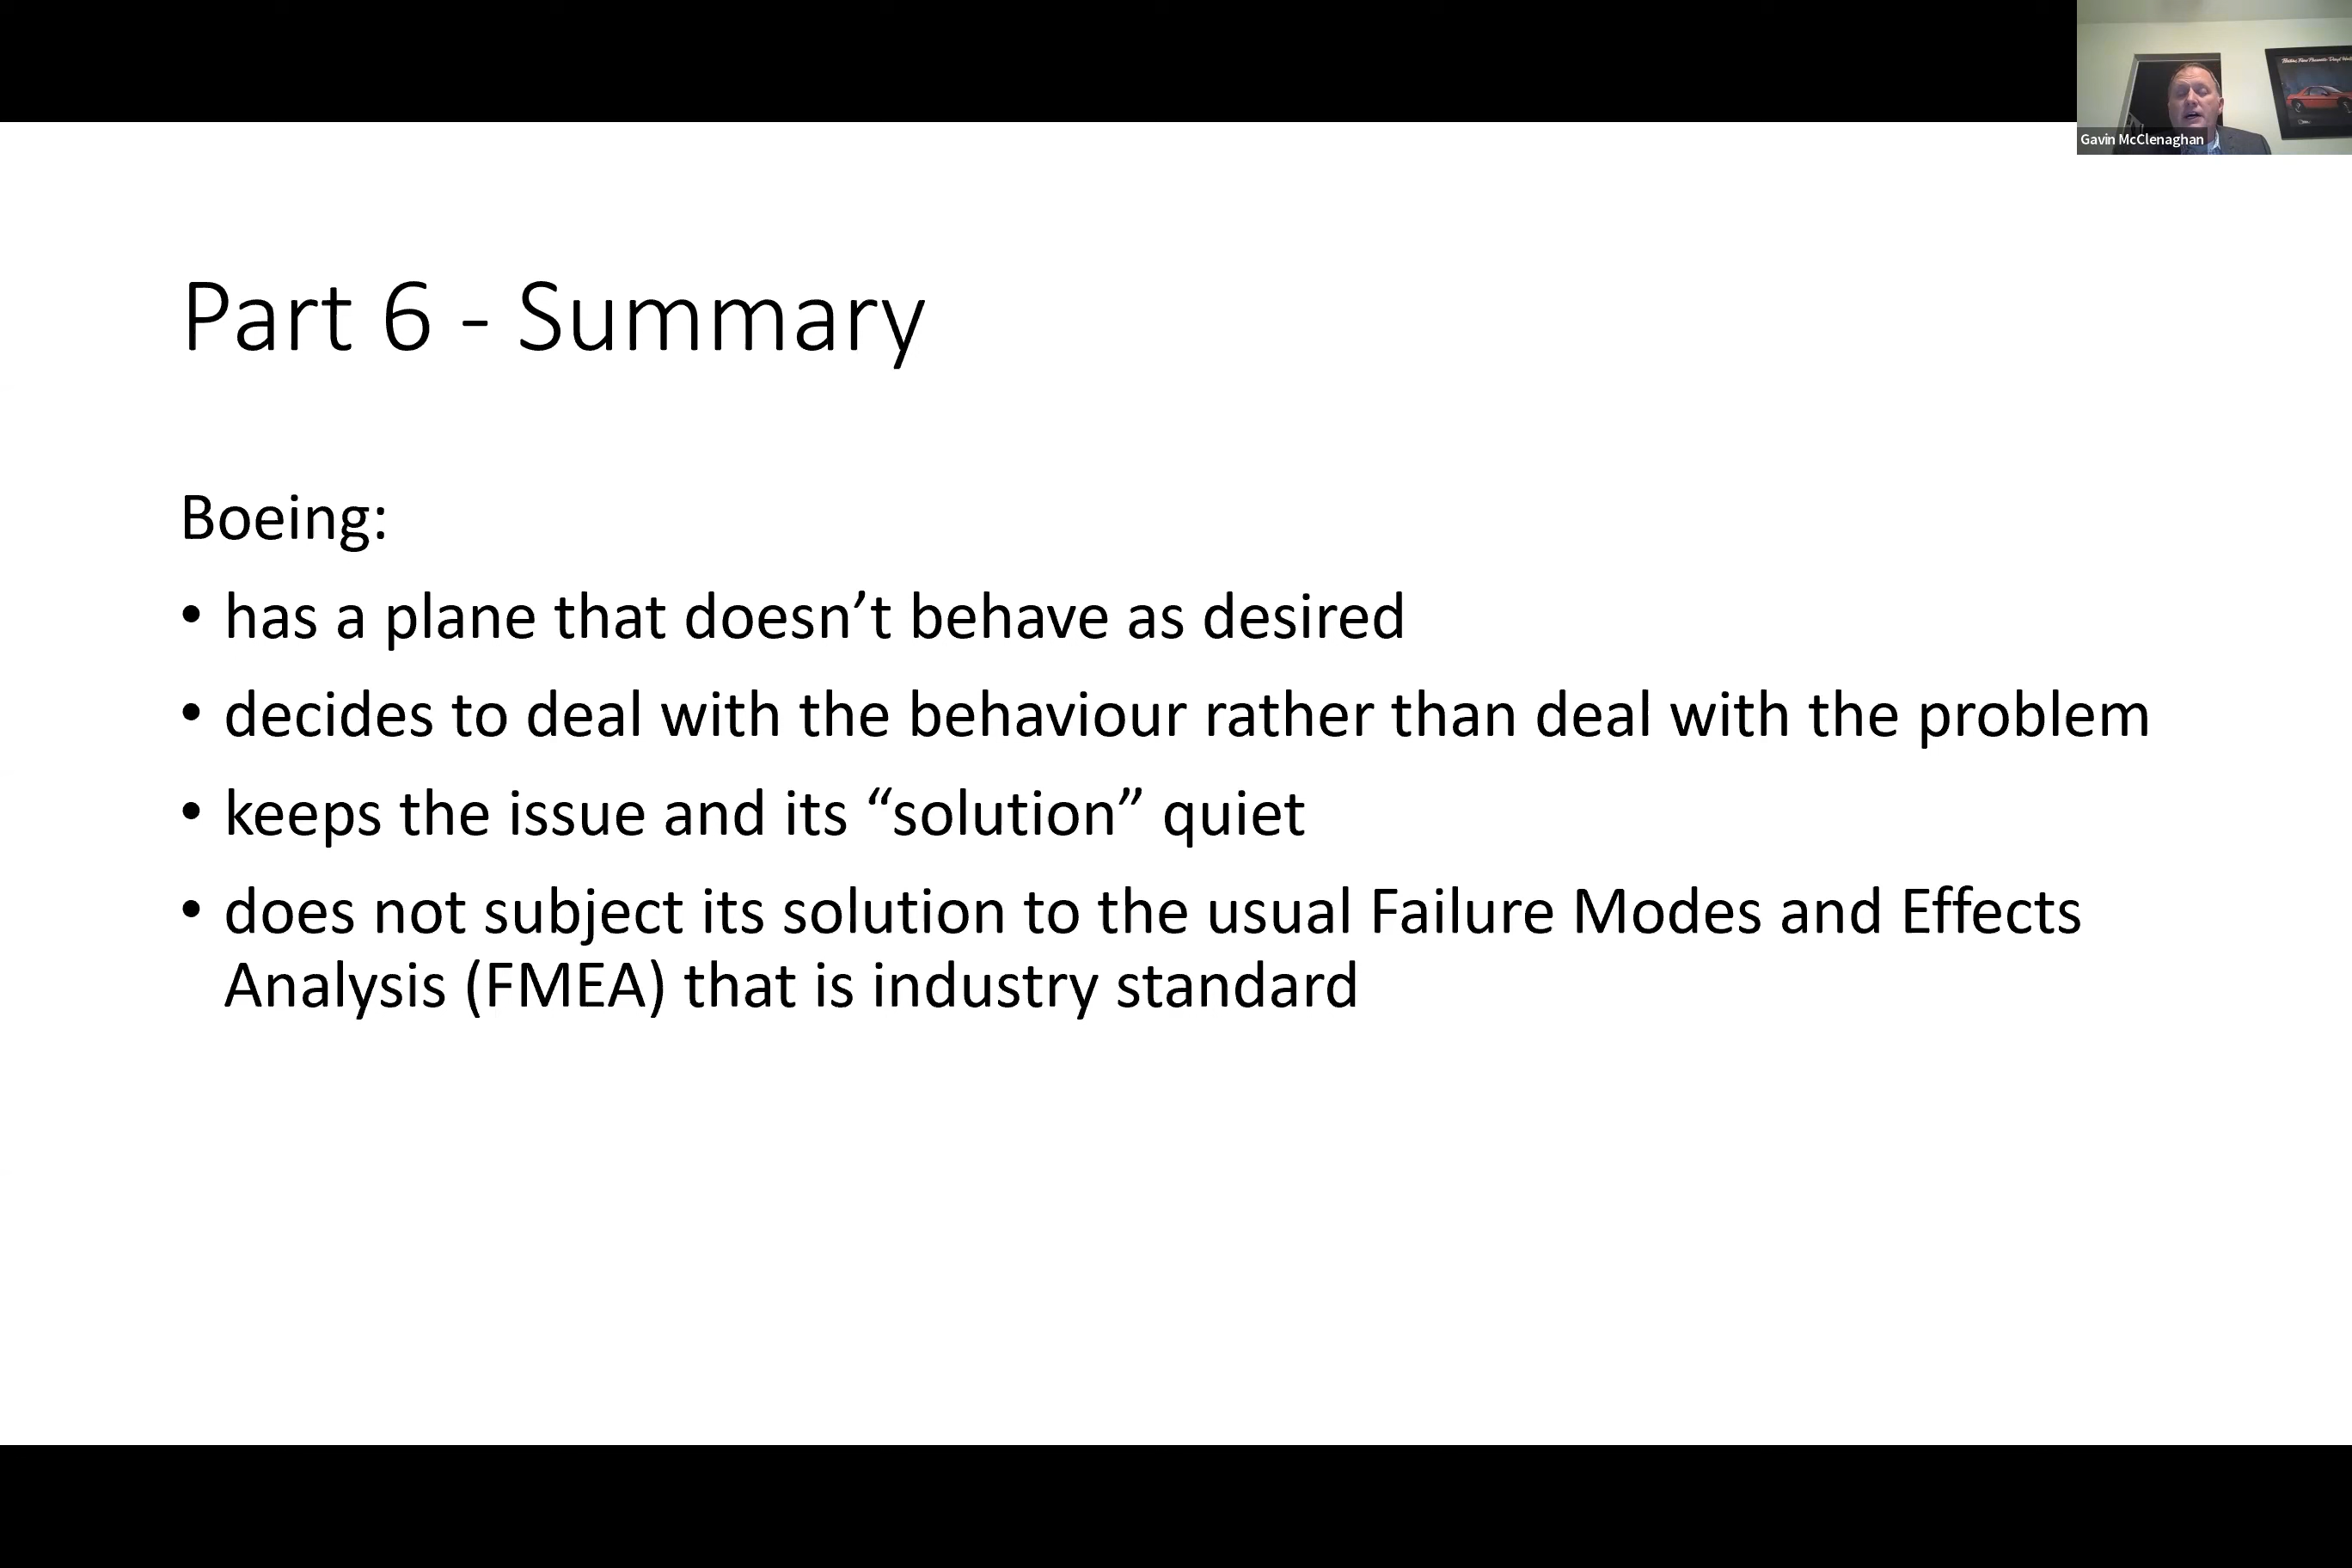 Gavin McClenaghan
Part 6 - Summary
Boeing:
• has a plane that doesn’t behave as desired
• decides to deal with the behaviour rather than deal with the problem
• keeps the issue and its “solution” quiet
• does not subject its solution to the usual Failure Modes and Effects
Analysis (FMEA) that is industry standard